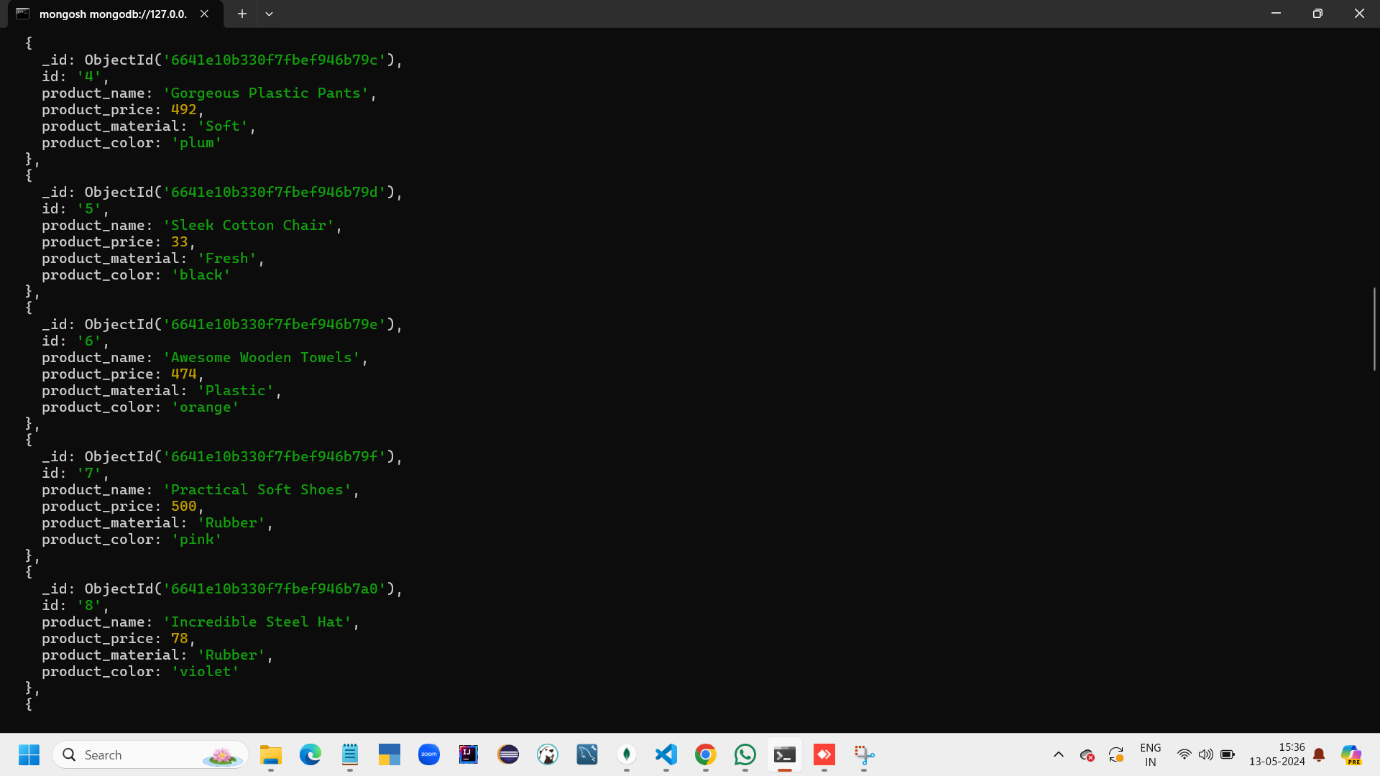 mongosh mongodb://127.0.0.
{
_id: ObjectId('6641e10b330f7fbef946b79c'),
id: '4',
product_name: 'Gorgeous Plastic Pants',
product_price: 492,
product_material: 'Soft',
product_color: 'plum'
},
{
_id: ObjectId('6641e10b330f7fbef946b79d'),
id: '5',
product_name: 'Sleek Cotton Chair',
product_price: 33,
product_material: 'Fresh',
product_color: 'black'
},
{
_id: ObjectId('6641e10b330f7fbef946b79e'),
id: '6',
product_name: 'Awesome Wooden Towels',
product_price: 474,
product_material: 'Plastic',
product_color: 'orange'
},
{
_id: ObjectId('6641e10b330f7fbef946b79f'),
id: '7',
product_name: 'Practical Soft Shoes',
product_price: 500,
product_material: 'Rubber',
product_color: 'pink'
},
{
_id: ObjectId('6641e10b330f7fbef946b7a0'),
id: '8',
product_name: 'Incredible Steel Hat',
product_price: 78,
product_material: 'Rubber',
product_color: 'violet'
},
{
Search
zoom
IJ
ENG
IN
15:36
13-05-2024
PRE